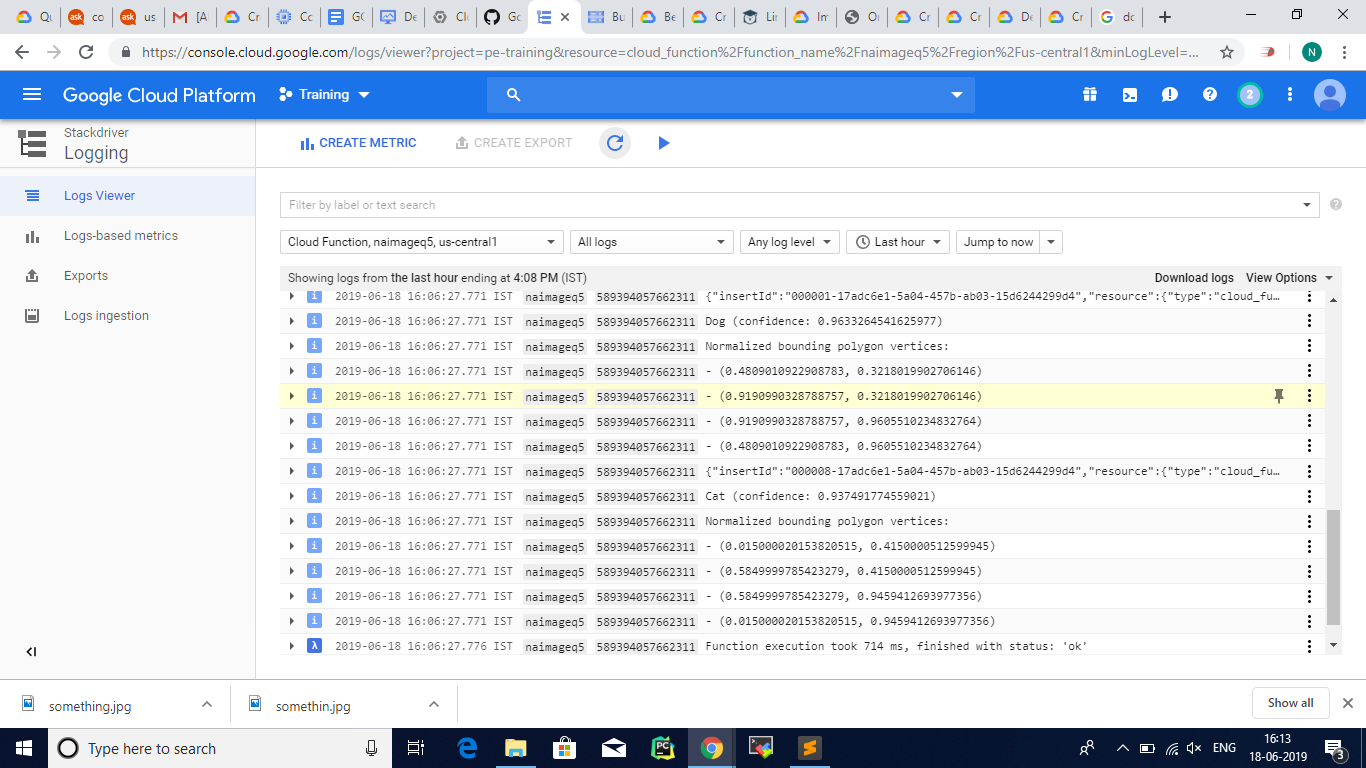 Qu
co
us
[A
Cr
Cc
GC
De
Clo
Gc
Bu
Be
Cr
Lir
Im
Ou
Cr
Cr
De
Cr
dc
https://console.cloud.google.com/logs/viewer?project=pe-training&resource=cloud_function%2Ffunction_name%2Fnaimageq5%2Fregion%2Fus-central1&minLogLevel=...
N
Google Cloud Platform
Training
2
Stackdriver
Logging
CREATE METRIC
CREATE EXPORT
Logs Viewer
Logs-based metrics
Exports
Logs ingestion
Filter by label or text search
Cloud Function, naimageq5, us-central1
All logs
Any log level
Last hour
Jump to now
Showing logs from the last hour ending at 4:08 PM (IST)
Download logs
View Options
2019-06-18 16:06:27.771 IST naimageq5 589394057662311 {"insertId":"000001-17adc6e1-5a04-457b-ab03-15d6244299d4","resource":{"type":"cloud_fu…
2019-06-18 16:06:27.771 IST naimageq5 589394057662311 Dog (confidence: 0.9633264541625977)
2019-06-18 16:06:27.771 IST naimageq5 589394057662311 Normalized bounding polygon vertices:
2019-06-18 16:06:27.771 IST naimageq5 589394057662311 - (0.4809010922908783, 0.3218019902706146)
2019-06-18 16:06:27.771 IST naimageq5 589394057662311 - (0.9190990328788757, 0.3218019902706146)
2019-06-18 16:06:27.771 IST naimageq5 589394057662311 - (0.9190990328788757, 0.9605510234832764)
2019-06-18 16:06:27.771 IST naimageq5 589394057662311 - (0.4809010922908783, 0.9605510234832764)
2019-06-18 16:06:27.771 IST naimageq5 589394057662311 {"insertId":"000008-17adc6e1-5a04-457b-ab03-15d6244299d4","resource":{"type":"cloud_fu…
2019-06-18 16:06:27.771 IST naimageq5 589394057662311 Cat (confidence: 0.937491774559021)
2019-06-18 16:06:27.771 IST naimageq5 589394057662311 Normalized bounding polygon vertices:
2019-06-18 16:06:27.771 IST naimageq5 589394057662311 - (0.015000020153820515, 0.4150000512599945)
2019-06-18 16:06:27.771 IST naimageq5 589394057662311 - (0.5849999785423279, 0.4150000512599945)
2019-06-18 16:06:27.771 IST naimageq5 589394057662311 - (0.5849999785423279, 0.9459412693977356)
2019-06-18 16:06:27.771 IST naimageq5 589394057662311 - (0.015000020153820515, 0.9459412693977356)
2019-06-18 16:06:27.776 IST naimageq5 589394057662311 Function execution took 714 ms, finished with status: 'ok'
something.jpg
somethin.jpg
Show all
Type here to search
ENG
16:13
18-06-2019
3